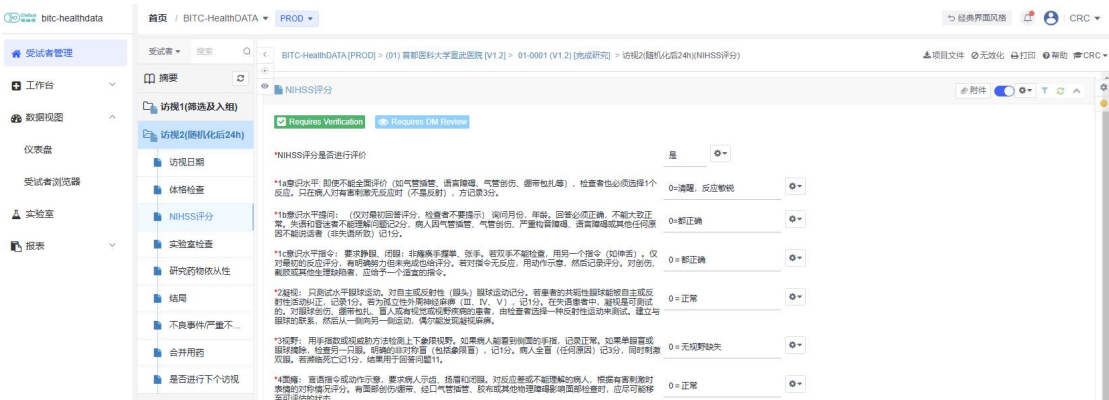 bitc-healthdata
首页 / BITC-HealthDATA PROD
经典界面风格 CRC
受试者管理
工作台
数据视图
仪表盘
受试者浏览器
实验室
报表
受试者 搜索
摘要
访视1(筛选及入组)
访视2(随机化后24h)
访视日期
体格检查
NIHSS评分
实验室检查
研究药物依从性
结局
不良事件/严重不...
合并用药
是否进行下个访视
BITC-HealthDATA [PROD] > (01) 首都医科大学宣武医院 [V1.2] > 01-0001 (V1.2) [完成研究] > 访视2(随机化后24h)(NIHSS评分)
项目文件 无效化 打印 帮助 CRC
NIHSS评分
附件
Requires Verification Requires DM Review
*NIHSS评分是否进行评价 是
*1a意识水平: 即使不能全面评价（如气管插管、语言障碍、气管创伤、绷带包扎等），检查者也必须选择1个
反应。只在病人对有害刺激无反应时（不是反射），方记录3分。
0=清醒，反应敏锐
*1b意识水平提问： （仅对最初回答评分，检查者不要提示） 询问月份，年龄。回答必须正确，不能大致正
常。失语和昏迷者不能理解问题记2分，病人因气管插管、气管创伤、严重构音障碍、语言障碍或其他任何原
因不能说话者（非失语所致）记1分。
0=都正确
*1c意识水平指令： 要求睁眼、闭眼：非瘫痪手握拳、张手。若双手不能检查，用另一个指令（如伸舌）。仅
对最初的反应评分，有明确努力但未完成也给评分。若对指令无反应，用动作示意，然后记录评分。对创伤、
截肢或其他生理缺陷者，应给予一个适宜的指令。
0 = 都正确
*2凝视： 只测试水平眼球运动。对自主或反射性（眼头）眼球运动记分。若患者的共轭性眼球能被自主或反
射性活动纠正，记录1分。若为孤立性外周神经麻痹（III、IV、V），记1分。在失语患者中，凝视是可测试
的。对眼球创伤、绷带包扎、盲人或有视觉或视野疾病的患者，由检查者选择一种反射性运动来测试。建立与
眼球的联系，然后从一侧向另一侧运动，偶尔能发现凝视麻痹。
0 = 正常
*3视野： 用手指数或视威胁方法检测上下象限视野。如果病人能看到侧面的手指，记录正常。如果单眼盲或
眼球摘除，检查另一只眼。明确的非对称盲（包括象限盲），记1分。病人全盲（任何原因）记3分，同时刺激
双眼。若濒临死亡记1分，结果用于回答问题11。
0 = 无视野缺失
*4面瘫： 言语指令或动作示意，要求病人示齿、扬眉和闭眼。对反应差或不能理解的病人，根据有害刺激时
表情的对称情况评分。有面部创伤/绷带、经口气管插管、胶布或其他物理障碍影响面部检查时，应尽可能移
至可评估的状态
0 = 正常